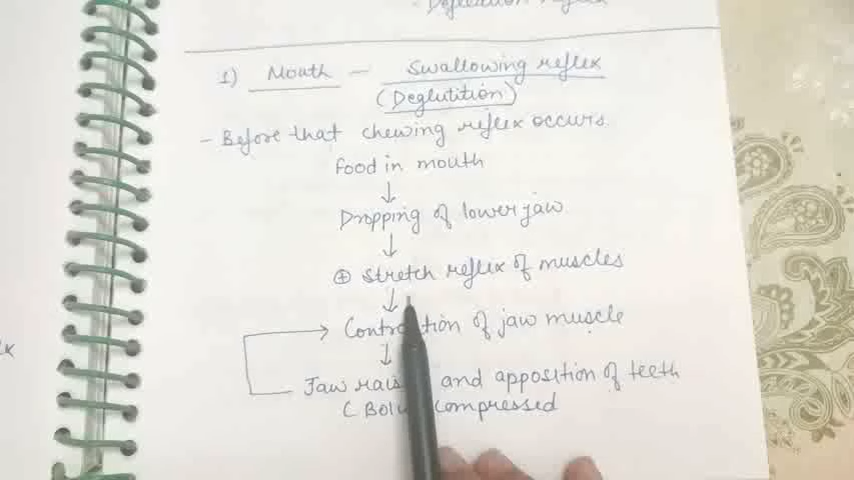 1) Mouth - Swallowing reflex
(Deglutition)
- Before that chewing reflex occurs.
Food in mouth
↓
Dropping of lower jaw
↓
⊕ Stretch reflex of muscles
↓
Contraction of jaw muscle
↓
Jaw and apposition of teeth
( compressed